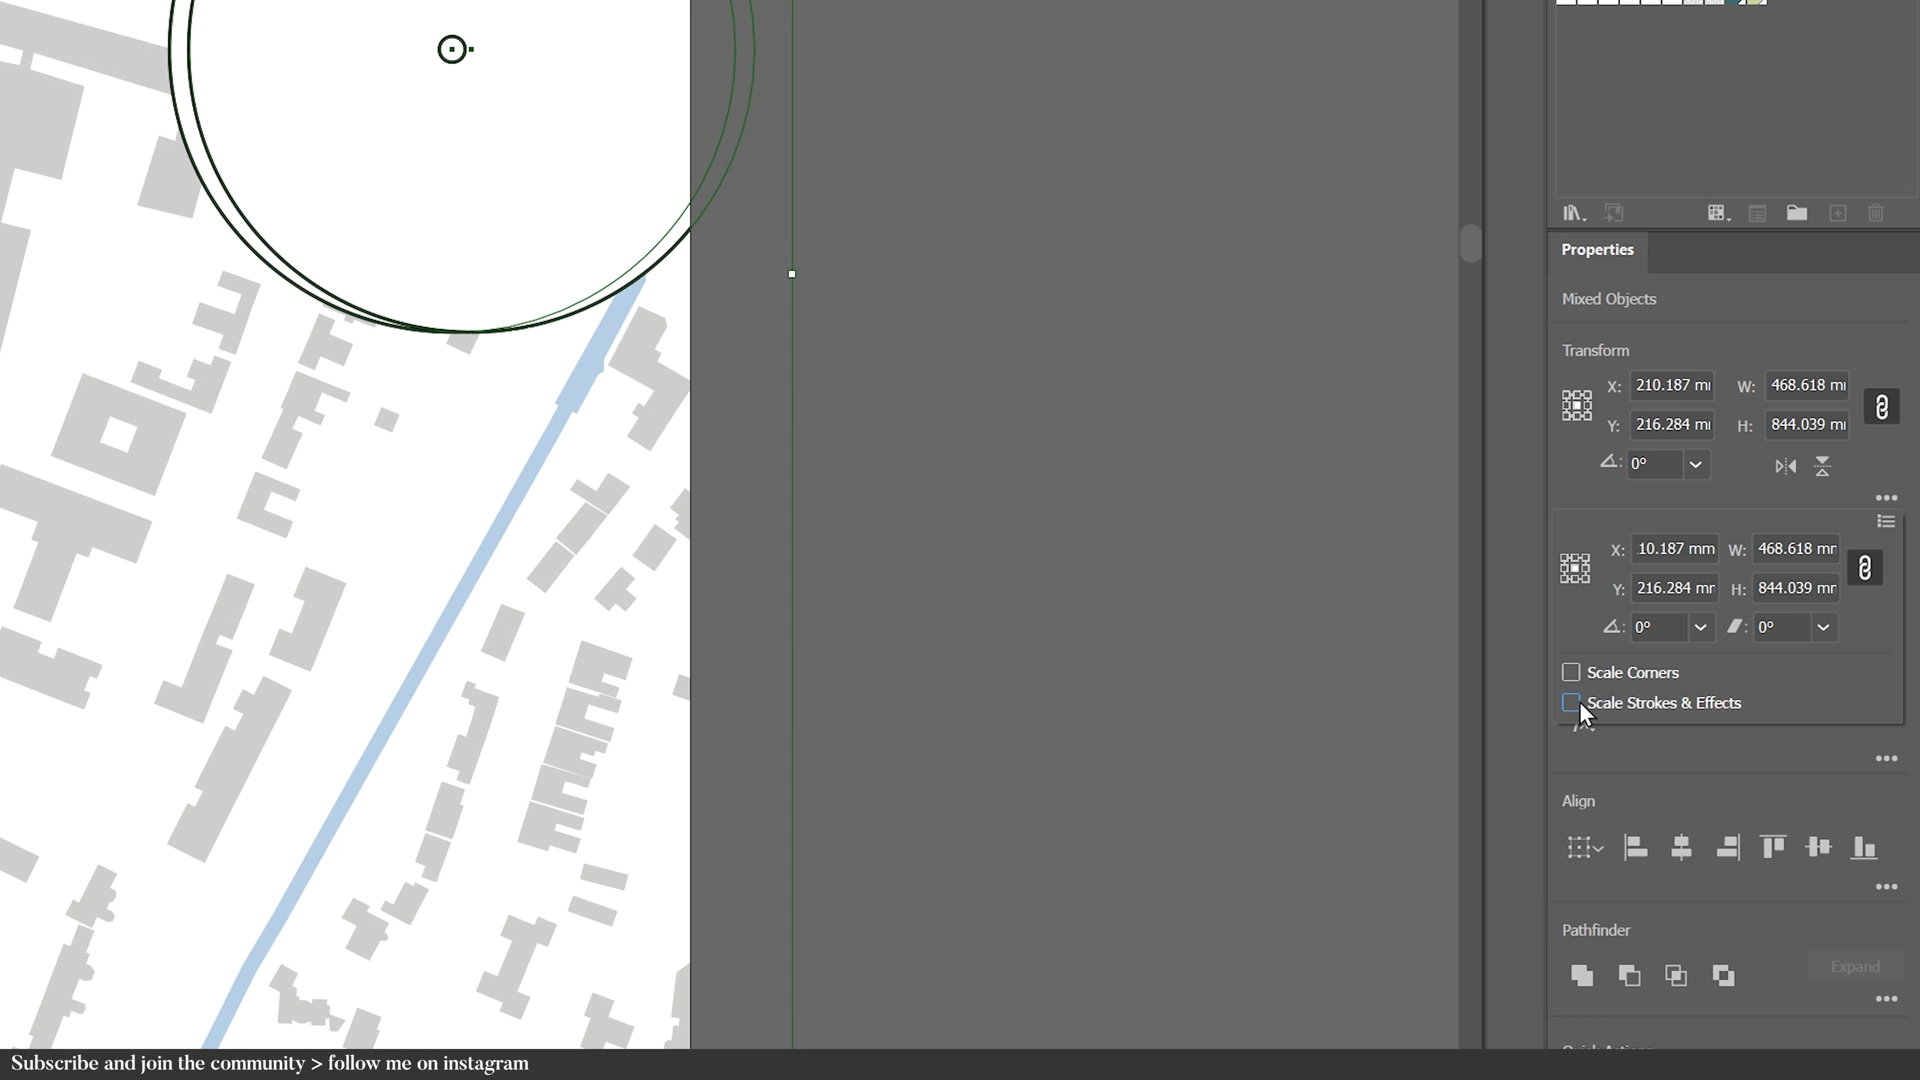 Properties
Mixed Objects
Transform
X: 210.187 mi W: 468.618 mi
Y: 216.284 mi H: 844.039 mi
0°
X: 10.187 mm W: 468.618 mr
Y: 216.284 mr H: 844.039 mr
0° 0°
Scale Corners
Scale Strokes & Effects
Align
Pathfinder
Expand
Subscribe and join the community > follow me on instagram